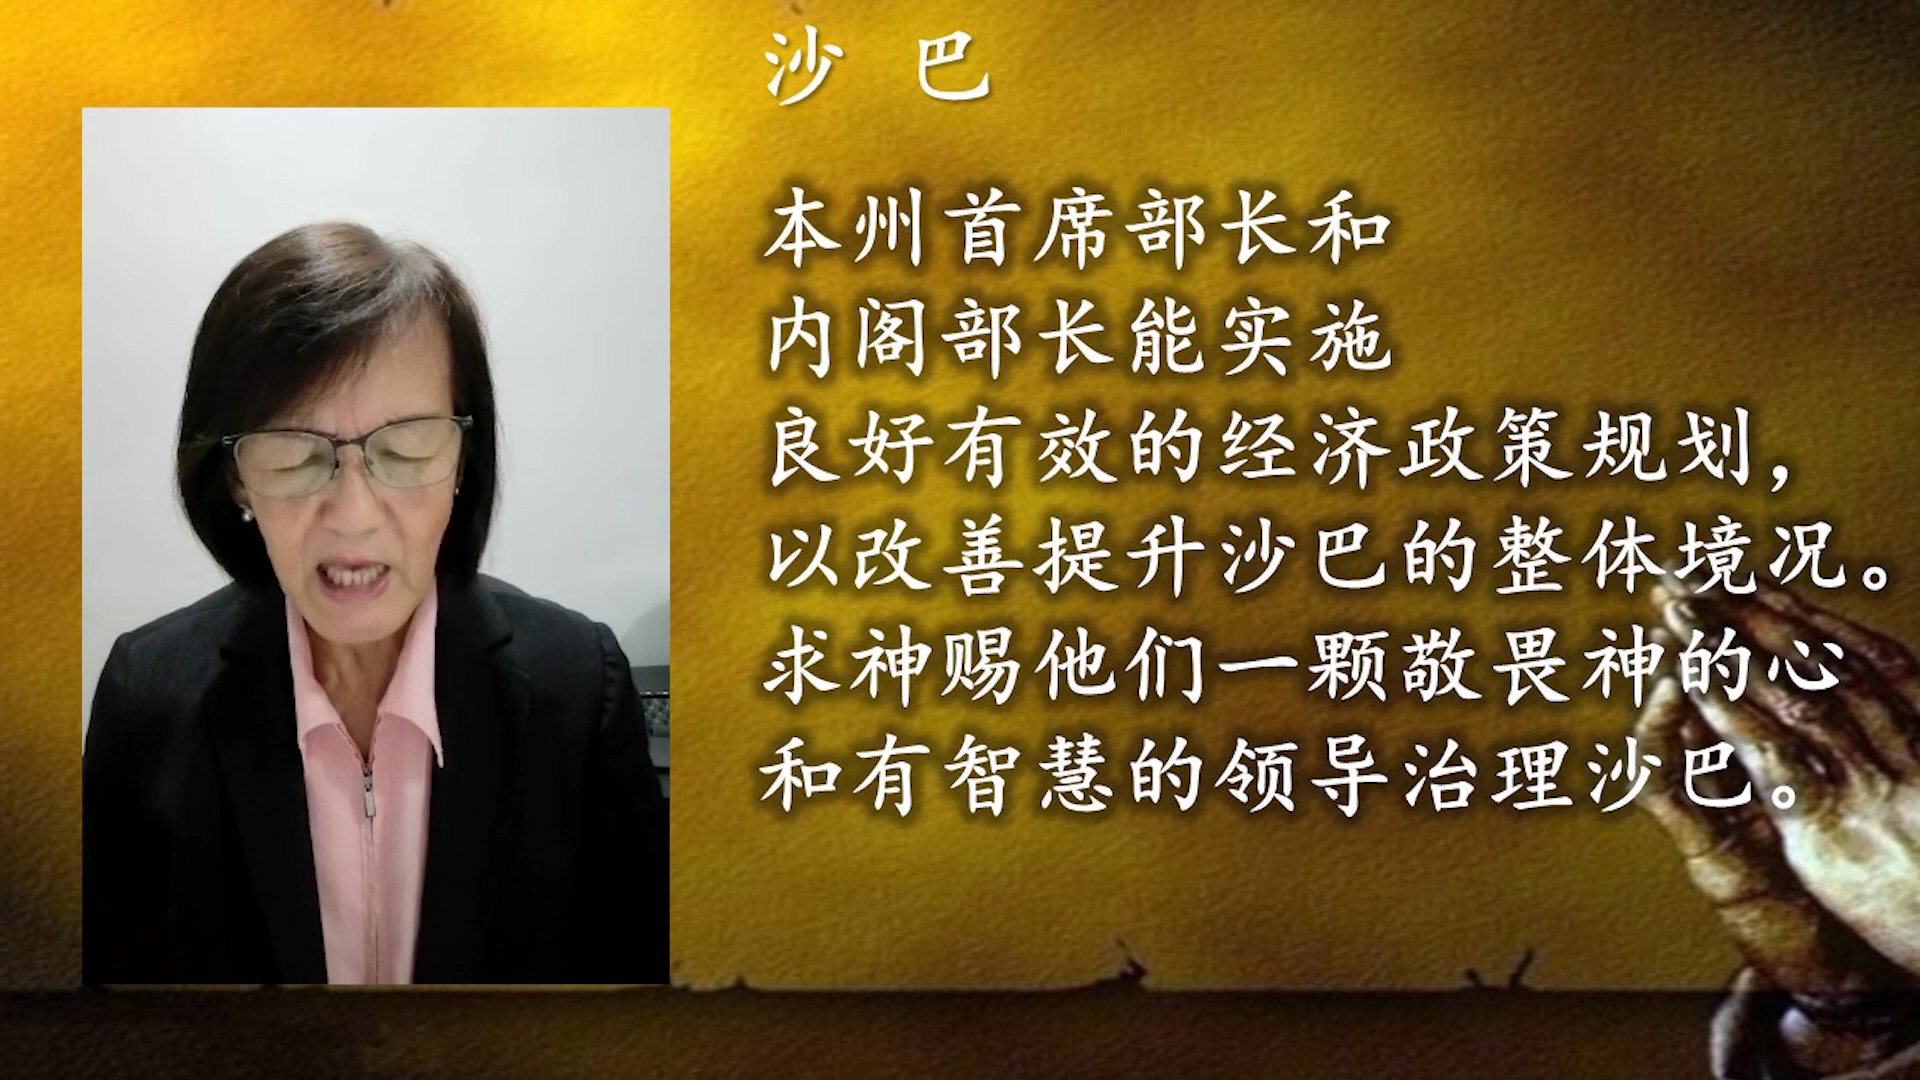 沙 巴
本州首席部长和
内阁部长能实施
良好有效的经济政策规划，
以改善提升沙巴的整体境况。
求神赐他们一颗敬畏神的心
和有智慧的领导治理沙巴。